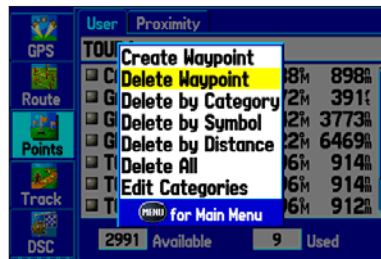 User Proximity
GPS
TOUR
Create Waypoint
Delete Waypoint 898
Route
Delete by Category 391
Delete by Symbol 3773
Points
Delete by Distance 6469
Delete All 914
Track
Edit Categories 914
MENU for Main Menu 912
DSC
2991 Available 9 Used